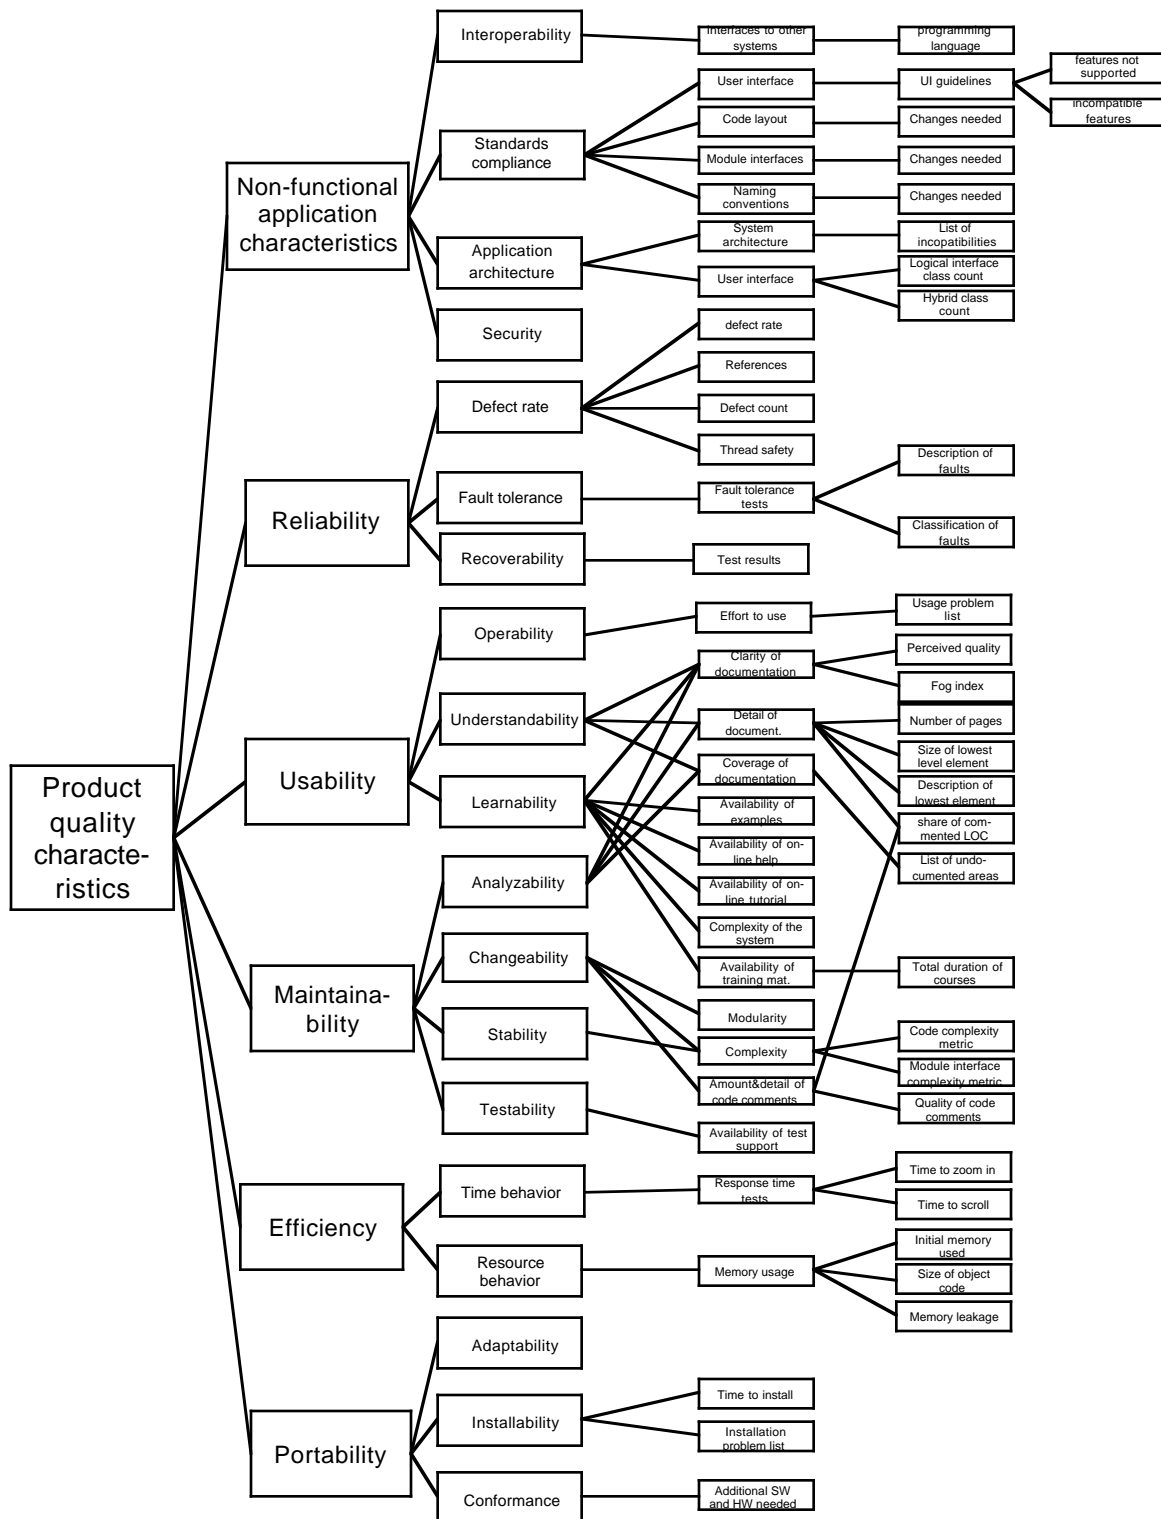 Product
quality
characte-
ristics
Non-functional
application
characteristics
Reliability
Usability
Maintaina-
bility
Efficiency
Portability
Interoperability
Standards
compliance
Application
architecture
Security
Defect rate
Fault tolerance
Recoverability
Operability
Understandability
Learnability
Analyzability
Changeability
Stability
Testability
Time behavior
Resource
behavior
Adaptability
Installability
Conformance
interfaces to other
systems
User interface
Code layout
Module interfaces
Naming
conventions
System
architecture
User interface
defect rate
References
Defect count
Thread safety
Fault tolerance
tests
Test results
Effort to use
Clarity of
documentation
Detail of
document.
Coverage of
documentation
Availability of
examples
Availability of on-
line help
Availability of on-
line tutorial
Complexity of the
system
Availability of
training mat.
Modularity
Complexity
Amount&detail of
code comments
Availability of test
support
Response time
tests
Memory usage
Time to install
Installation
problem list
Additional SW
and HW needed
programming
language
UI guidelines
Changes needed
Changes needed
Changes needed
List of
incopatibilities
Logical interface
class count
Hybrid class
count
Description of
faults
Classification of
faults
Usage problem
list
Perceived quality
Fog index
Number of pages
Size of lowest
level element
Description of
lowest element
share of com-
mented LOC
List of undo-
cumented areas
Total duration of
courses
Code complexity
metric
Module interface
complexity metric
Quality of code
comments
Time to zoom in
Time to scroll
Initial memory
used
Size of object
code
Memory leakage
features not
supported
incompatible
features